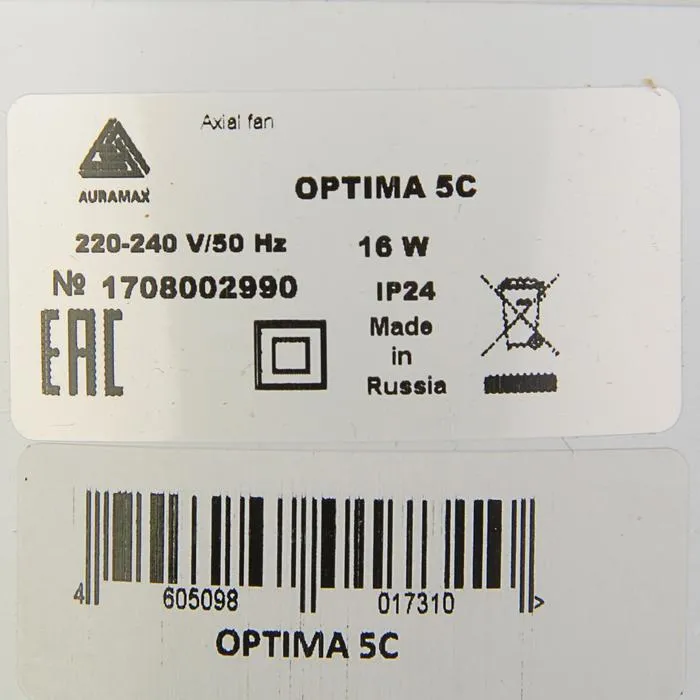 Axial fan
AURAMAX
OPTIMA 5C
220-240 V/50 Hz 16 W
№ 1708002990 IP24
EAC
Made
in
Russia
4 605098 017310 >
OPTIMA 5C